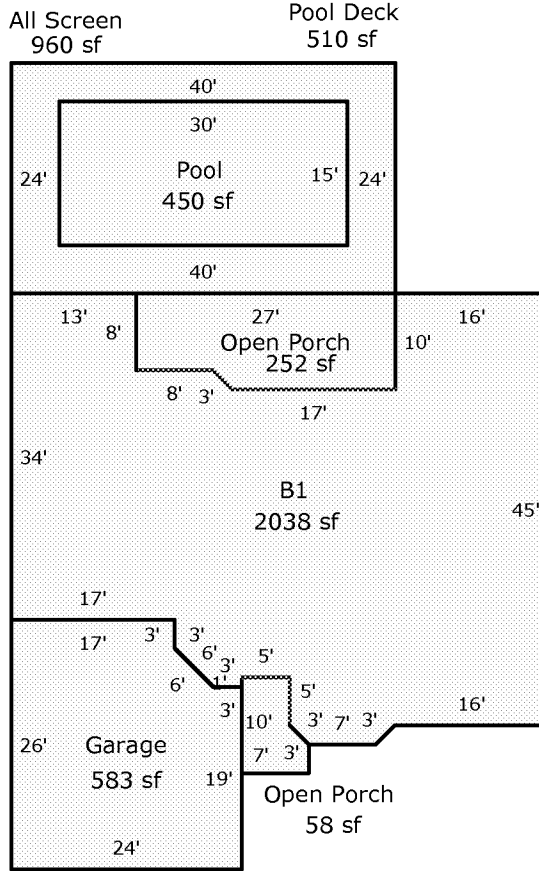 All Screen
960 sf
Pool Deck
510 sf
40'
30'
Pool
450 sf
15'
24'
24'
40'
13'
8'
27'
Open Porch
252 sf
16'
10'
8'
3'
17'
34'
B1
2038 sf
45'
17'
17'
3'
3'
6'
3'
5'
6'
1'
3'
5'
10'
3'
7'
3'
16'
26'
Garage
583 sf
7'
3'
19'
Open Porch
58 sf
24'